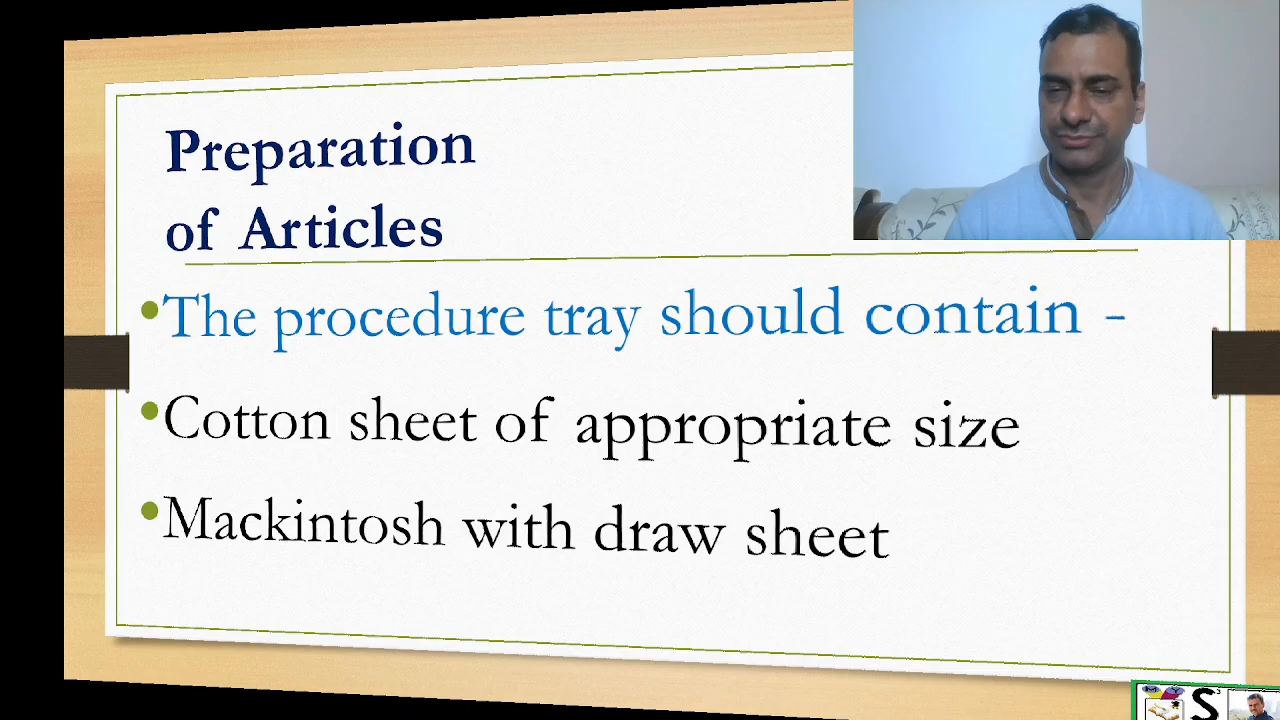 Preparation
of Articles
•The procedure tray should contain -
•Cotton sheet of appropriate size
•Mackintosh with draw sheet
S